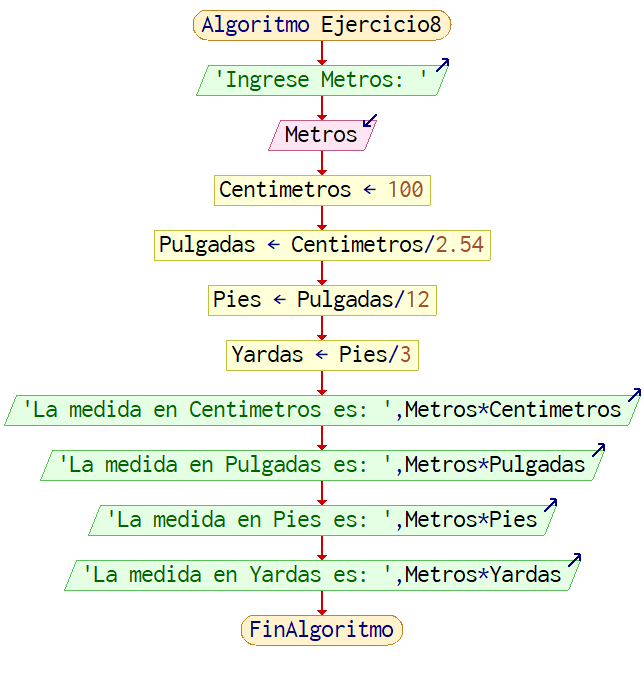 Algoritmo Ejercicio8
'Ingrese Metros: '
Metros
Centimetros ← 100
Pulgadas ← Centimetros/2.54
Pies ← Pulgadas/12
Yardas ← Pies/3
'La medida en Centimetros es: ',Metros*Centimetros
'La medida en Pulgadas es: ',Metros*Pulgadas
'La medida en Pies es: ',Metros*Pies
'La medida en Yardas es: ',Metros*Yardas
FinAlgoritmo